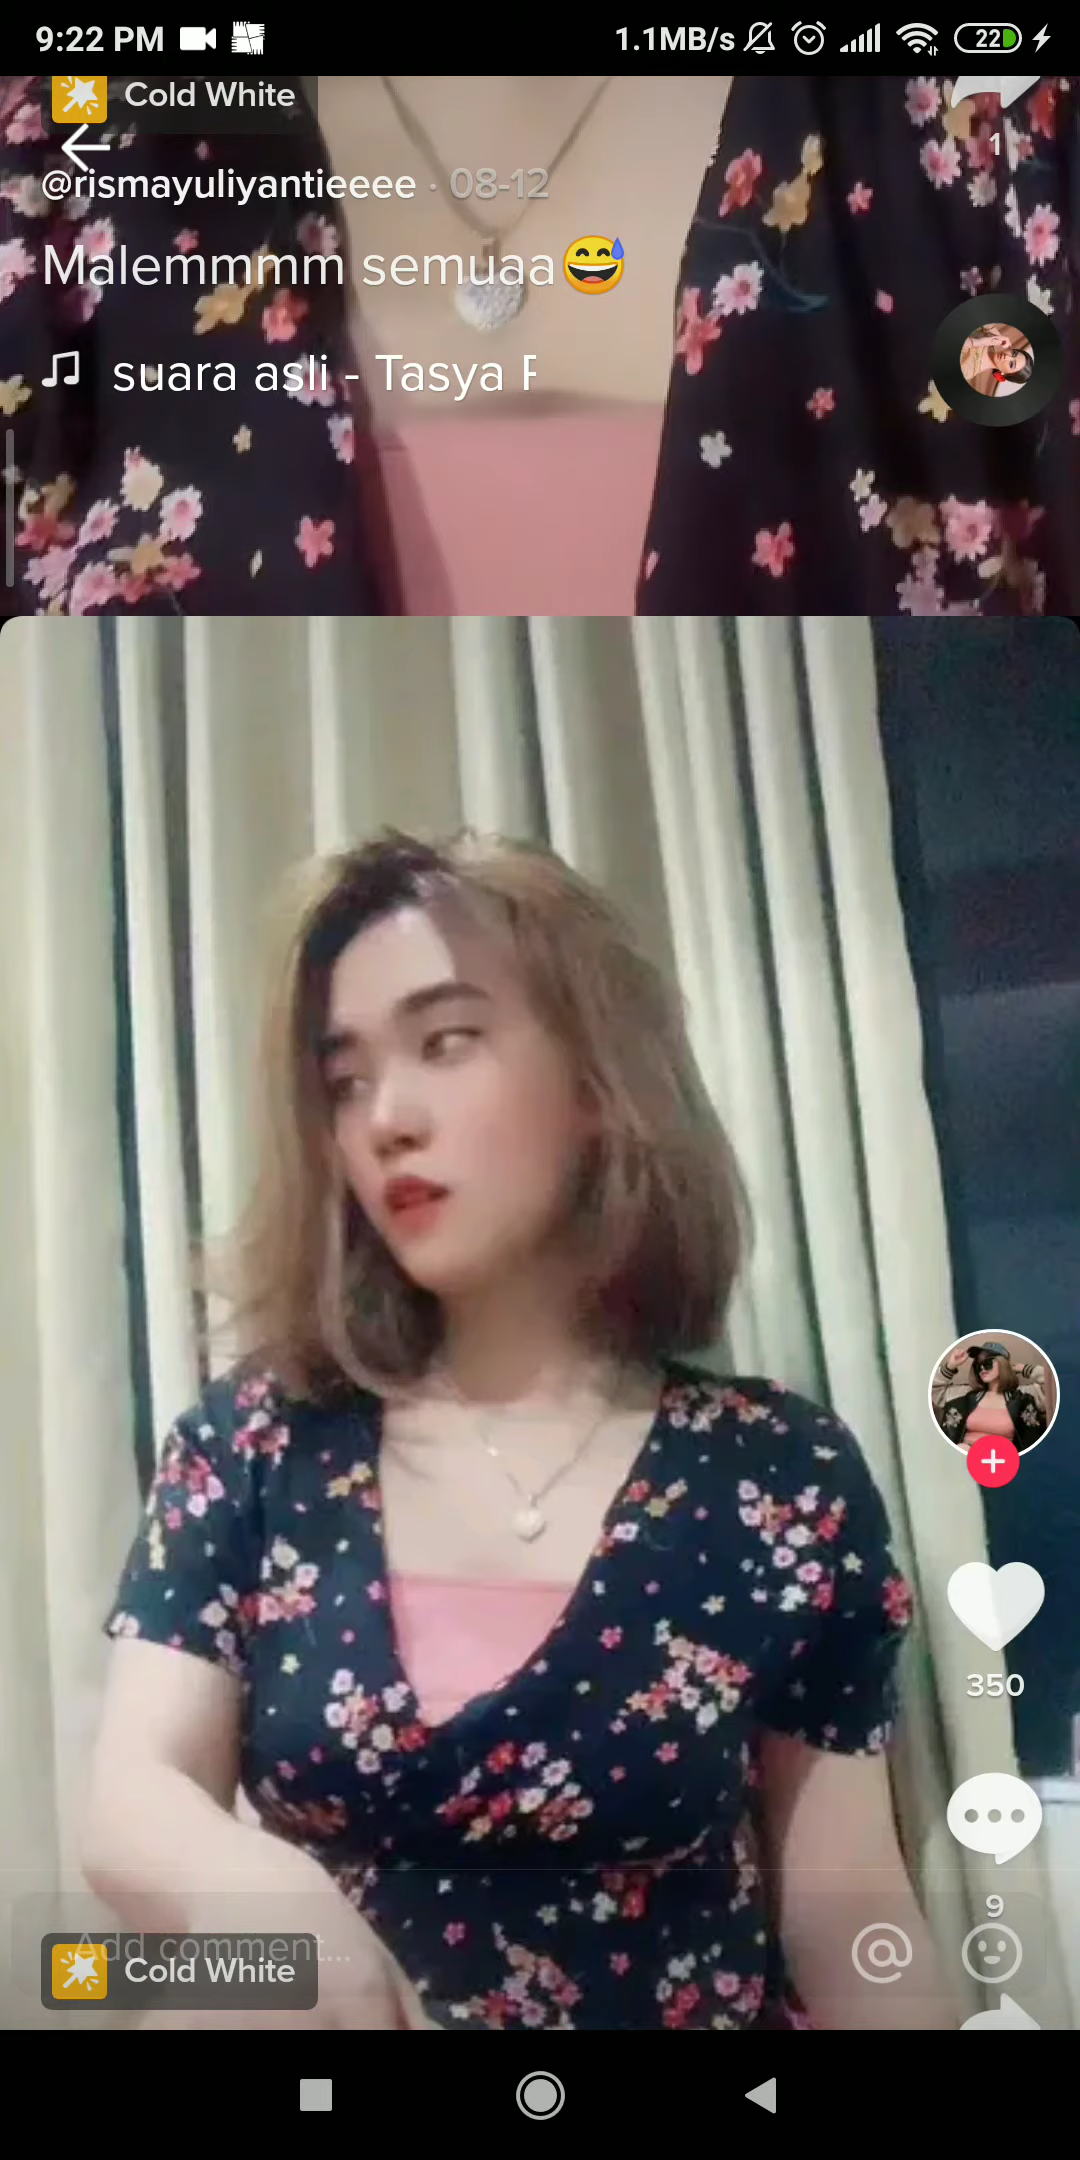 9:22 PM
1.1MB/s
22
Cold White
1
@rismayuliyantieeee · 08-12
Malemmmm semuaa😅
suara asli - Tasya
350
9
Add comment...
Cold White